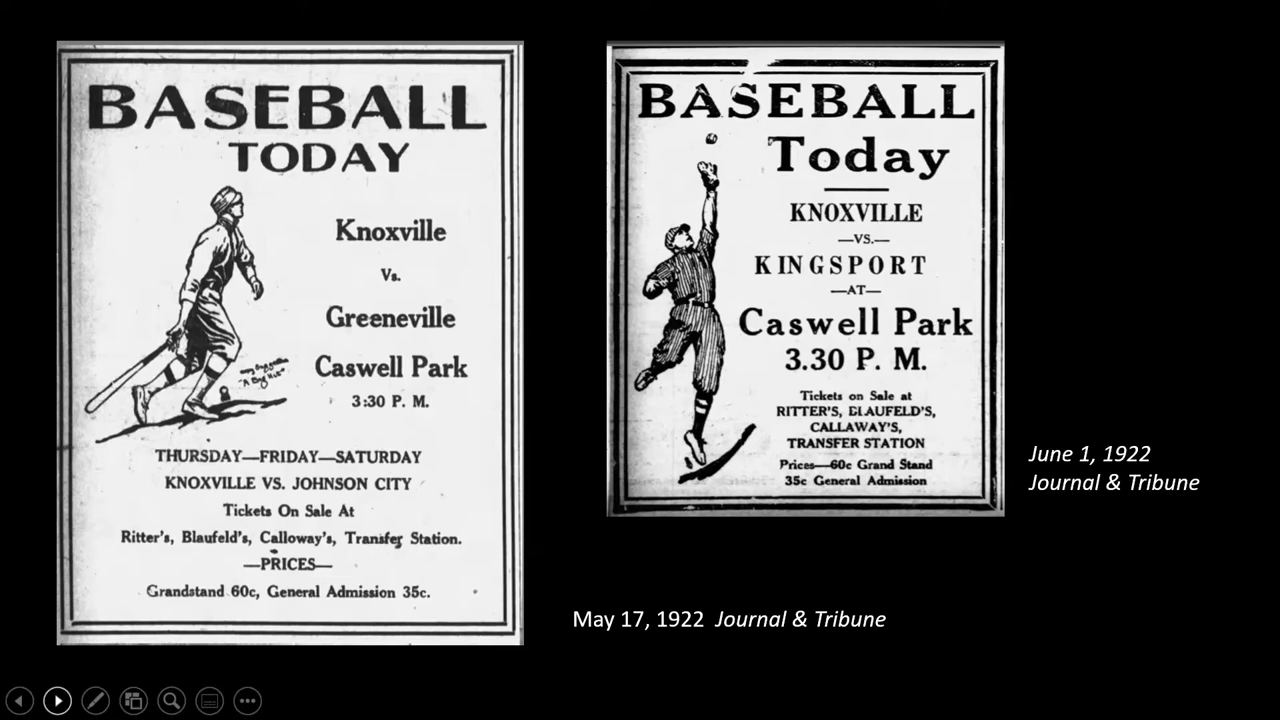 BASEBALL
TODAY
Knoxville
Vs.
Greeneville
Caswell Park
3:30 P. M.
"A Big Hit"
THURSDAY—FRIDAY—SATURDAY
KNOXVILLE VS. JOHNSON CITY
Tickets On Sale At
Ritter's, Blaufeld's, Calloway's, Transfer Station.
—PRICES—
Grandstand 60c, General Admission 35c.
BASEBALL
Today
KNOXVILLE
—VS.—
KINGSPORT
—AT—
Caswell Park
3.30 P. M.
Tickets on Sale at
RITTER'S, BLAUFELD'S,
CALLAWAY'S,
TRANSFER STATION
Prices—60c Grand Stand
35c General Admission
June 1, 1922
Journal & Tribune
May 17, 1922 Journal & Tribune